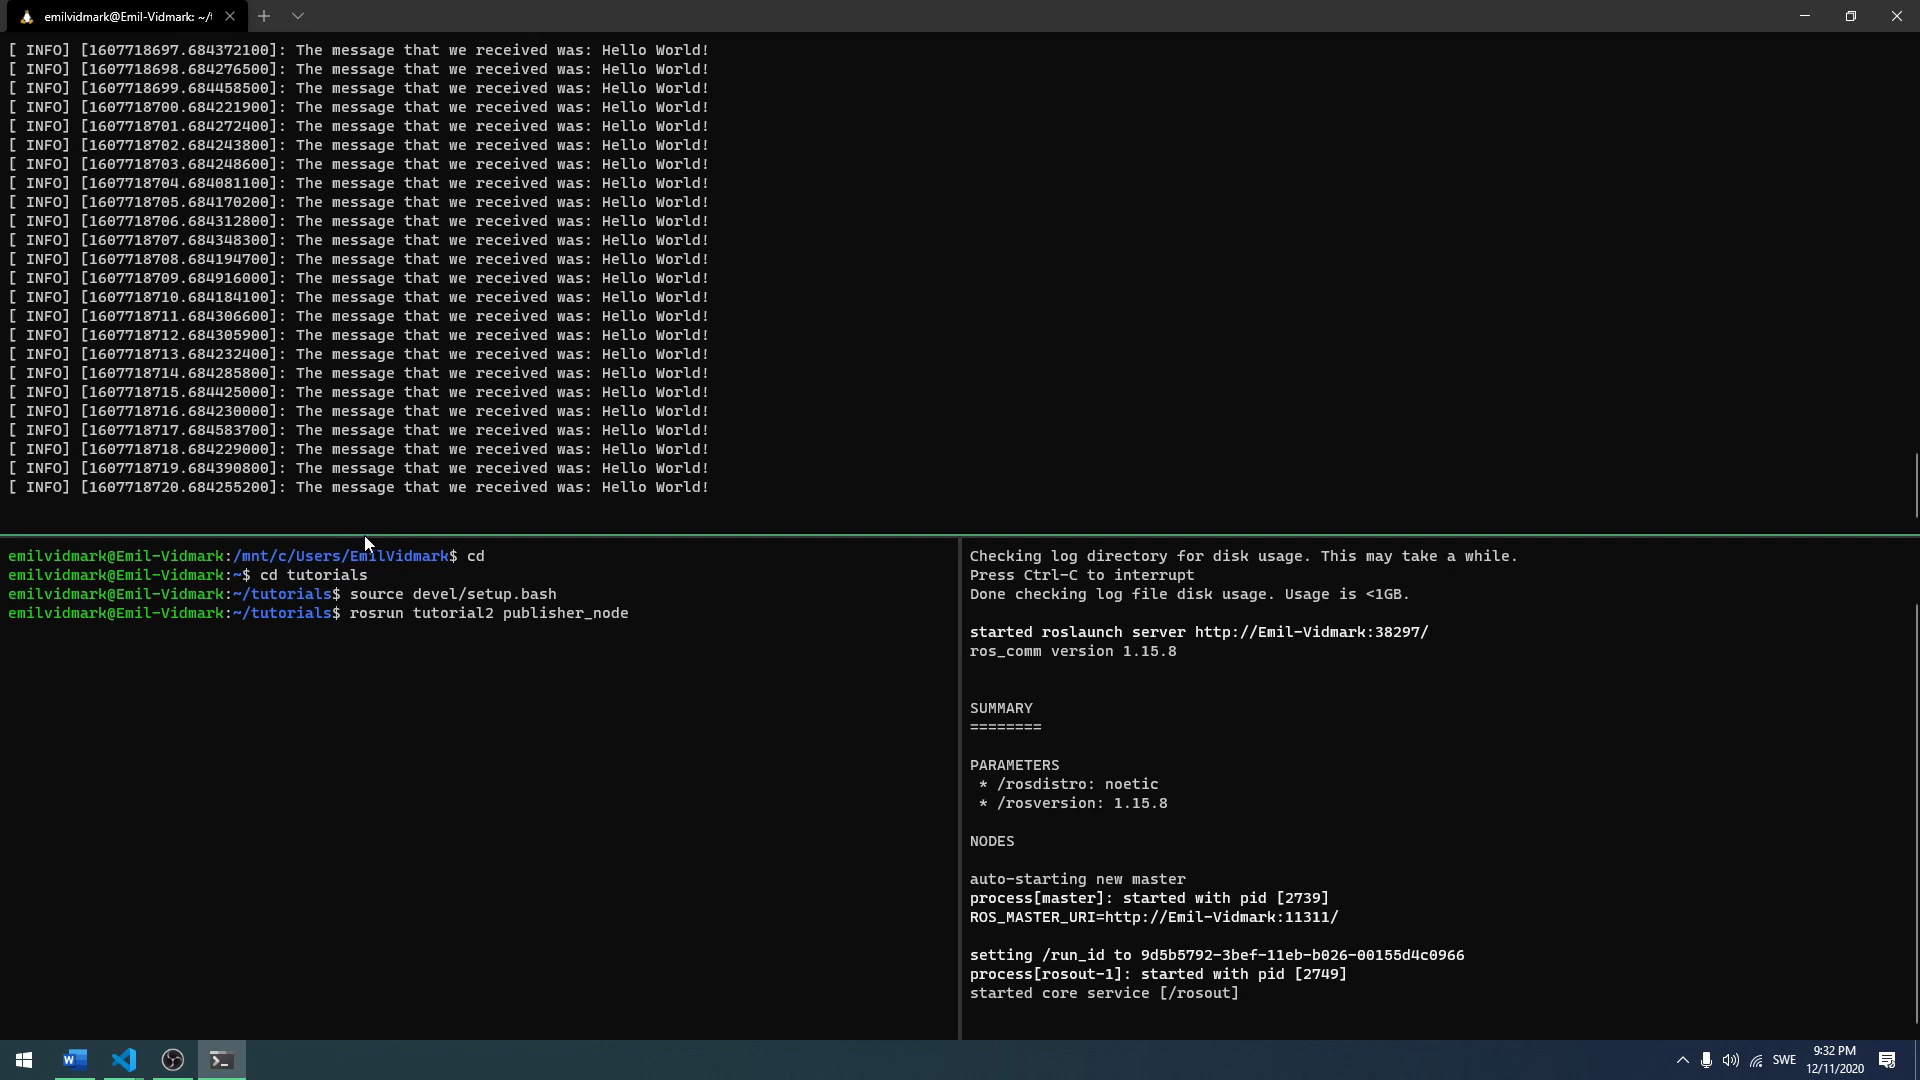 emilvidmark@Emil-Vidmark: ~/t
[ INFO] [1607718697.684372100]: The message that we received was: Hello World!
[ INFO] [1607718698.684276500]: The message that we received was: Hello World!
[ INFO] [1607718699.684458500]: The message that we received was: Hello World!
[ INFO] [1607718700.684221900]: The message that we received was: Hello World!
[ INFO] [1607718701.684272400]: The message that we received was: Hello World!
[ INFO] [1607718702.684243800]: The message that we received was: Hello World!
[ INFO] [1607718703.684248600]: The message that we received was: Hello World!
[ INFO] [1607718704.684081100]: The message that we received was: Hello World!
[ INFO] [1607718705.684170200]: The message that we received was: Hello World!
[ INFO] [1607718706.684312800]: The message that we received was: Hello World!
[ INFO] [1607718707.684348300]: The message that we received was: Hello World!
[ INFO] [1607718708.684194700]: The message that we received was: Hello World!
[ INFO] [1607718709.684916000]: The message that we received was: Hello World!
[ INFO] [1607718710.684184100]: The message that we received was: Hello World!
[ INFO] [1607718711.684306600]: The message that we received was: Hello World!
[ INFO] [1607718712.684305900]: The message that we received was: Hello World!
[ INFO] [1607718713.684232400]: The message that we received was: Hello World!
[ INFO] [1607718714.684285800]: The message that we received was: Hello World!
[ INFO] [1607718715.684425000]: The message that we received was: Hello World!
[ INFO] [1607718716.684230000]: The message that we received was: Hello World!
[ INFO] [1607718717.684583700]: The message that we received was: Hello World!
[ INFO] [1607718718.684229000]: The message that we received was: Hello World!
[ INFO] [1607718719.684390800]: The message that we received was: Hello World!
[ INFO] [1607718720.684255200]: The message that we received was: Hello World!
emilvidmark@Emil-Vidmark:/mnt/c/Users/EmilVidmark$ cd
emilvidmark@Emil-Vidmark:~$ cd tutorials
emilvidmark@Emil-Vidmark:~/tutorials$ source devel/setup.bash
emilvidmark@Emil-Vidmark:~/tutorials$ rosrun tutorial2 publisher_node
Checking log directory for disk usage. This may take a while.
Press Ctrl-C to interrupt
Done checking log file disk usage. Usage is <1GB.
started roslaunch server http://Emil-Vidmark:38297/
ros_comm version 1.15.8
SUMMARY
========
PARAMETERS
* /rosdistro: noetic
* /rosversion: 1.15.8
NODES
auto-starting new master
process[master]: started with pid [2739]
ROS_MASTER_URI=http://Emil-Vidmark:11311/
setting /run_id to 9d5b5792-3bef-11eb-b026-00155d4c0966
process[rosout-1]: started with pid [2749]
started core service [/rosout]
W
SWE
9:32 PM
12/11/2020